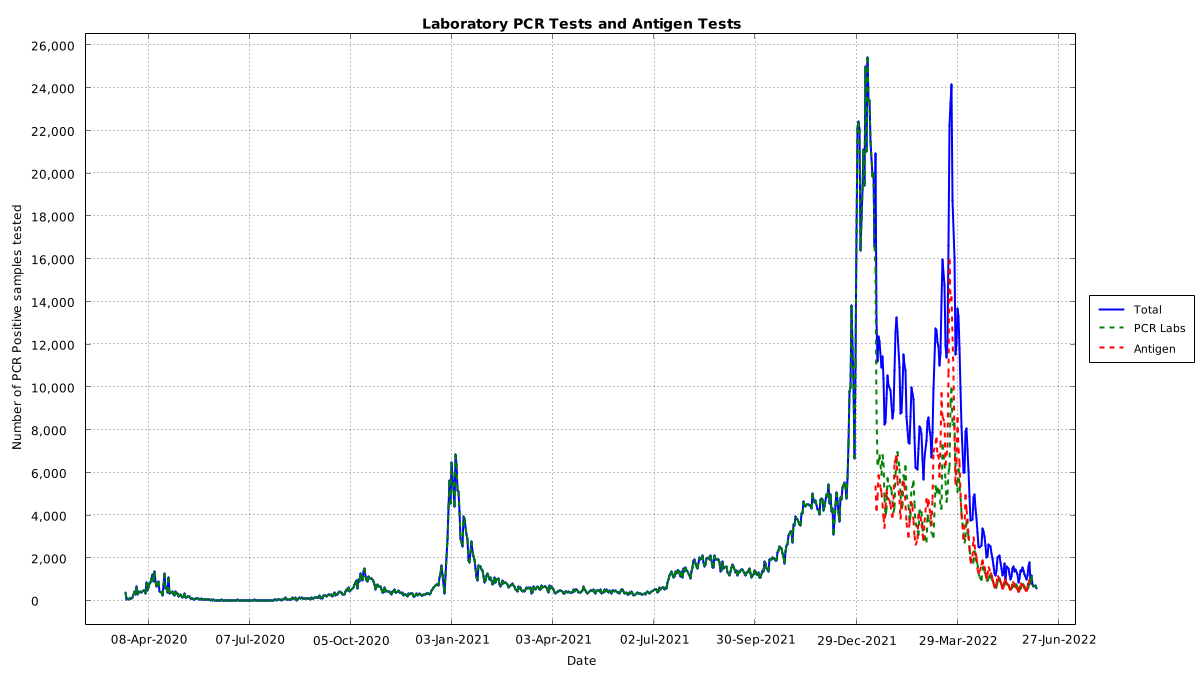 Laboratory PCR Tests and Antigen Tests
26,000
24,000
22,000
20,000
18,000
16,000
14,000
12,000
10,000
8,000
6,000
4,000
2,000
0
Number of PCR Positive samples tested
08-Apr-2020
07-Jul-2020
05-Oct-2020
03-Jan-2021
03-Apr-2021
02-Jul-2021
30-Sep-2021
29-Dec-2021
29-Mar-2022
27-Jun-2022
Date
Total
PCR Labs
Antigen